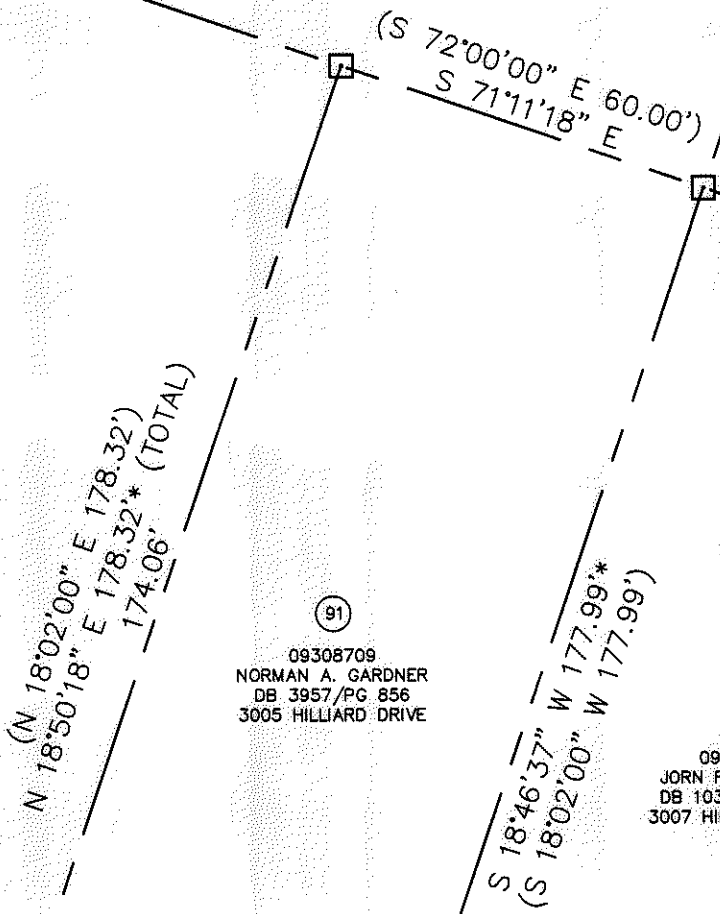 (S 72°00'00" E 60.00')
S 71°11'18" E
(N 18°02'00" E 178.32')
N 18°50'18" E 178.32'* (TOTAL)
174.06'
91
09308709
NORMAN A. GARDNER
DB 3957/PG 856
3005 HILLIARD DRIVE
S 18°46'37" W 177.99'*
(S 18°02'00" W 177.99')
09
JORN
DB 103
3007